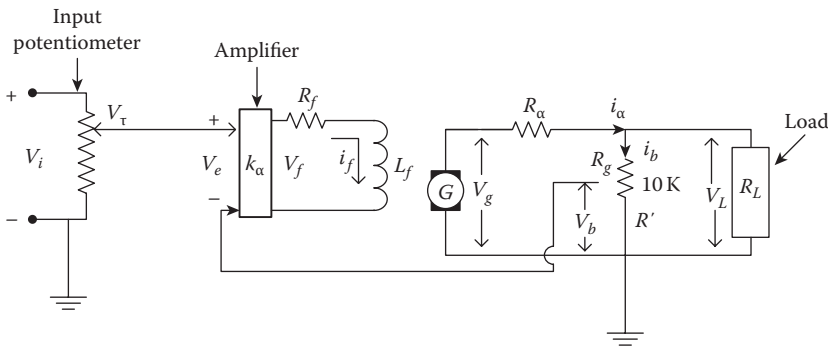 Input
potentiometer
Amplifier
+
V_τ
V_i
−
+
V_e
−
k_α
R_f
V_f
i_f
L_f
G
V_g
R_α
i_α
i_b
R_g
10 K
R′
V_b
V_L
R_L
Load